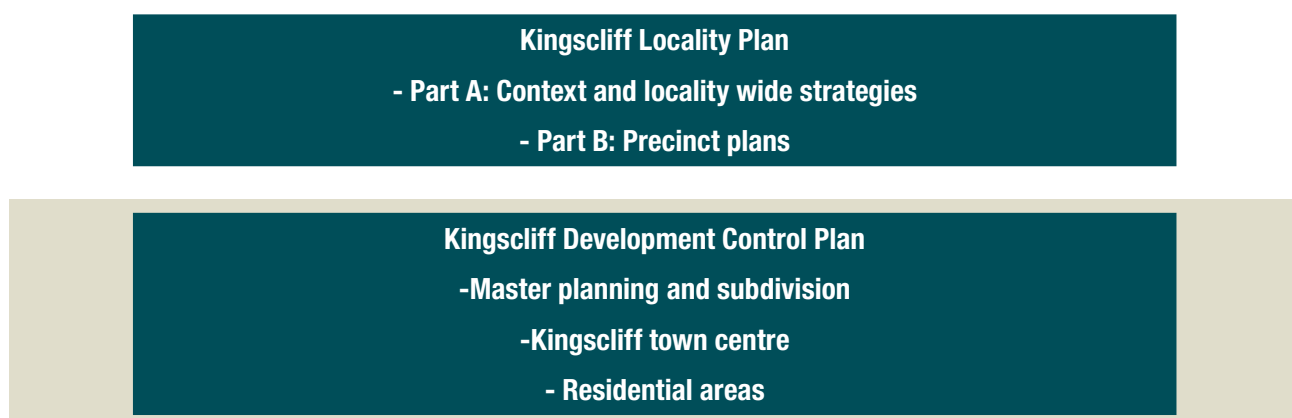 Kingscliff Locality Plan
- Part A: Context and locality wide strategies
- Part B: Precinct plans
Kingscliff Development Control Plan
-Master planning and subdivision
-Kingscliff town centre
- Residential areas